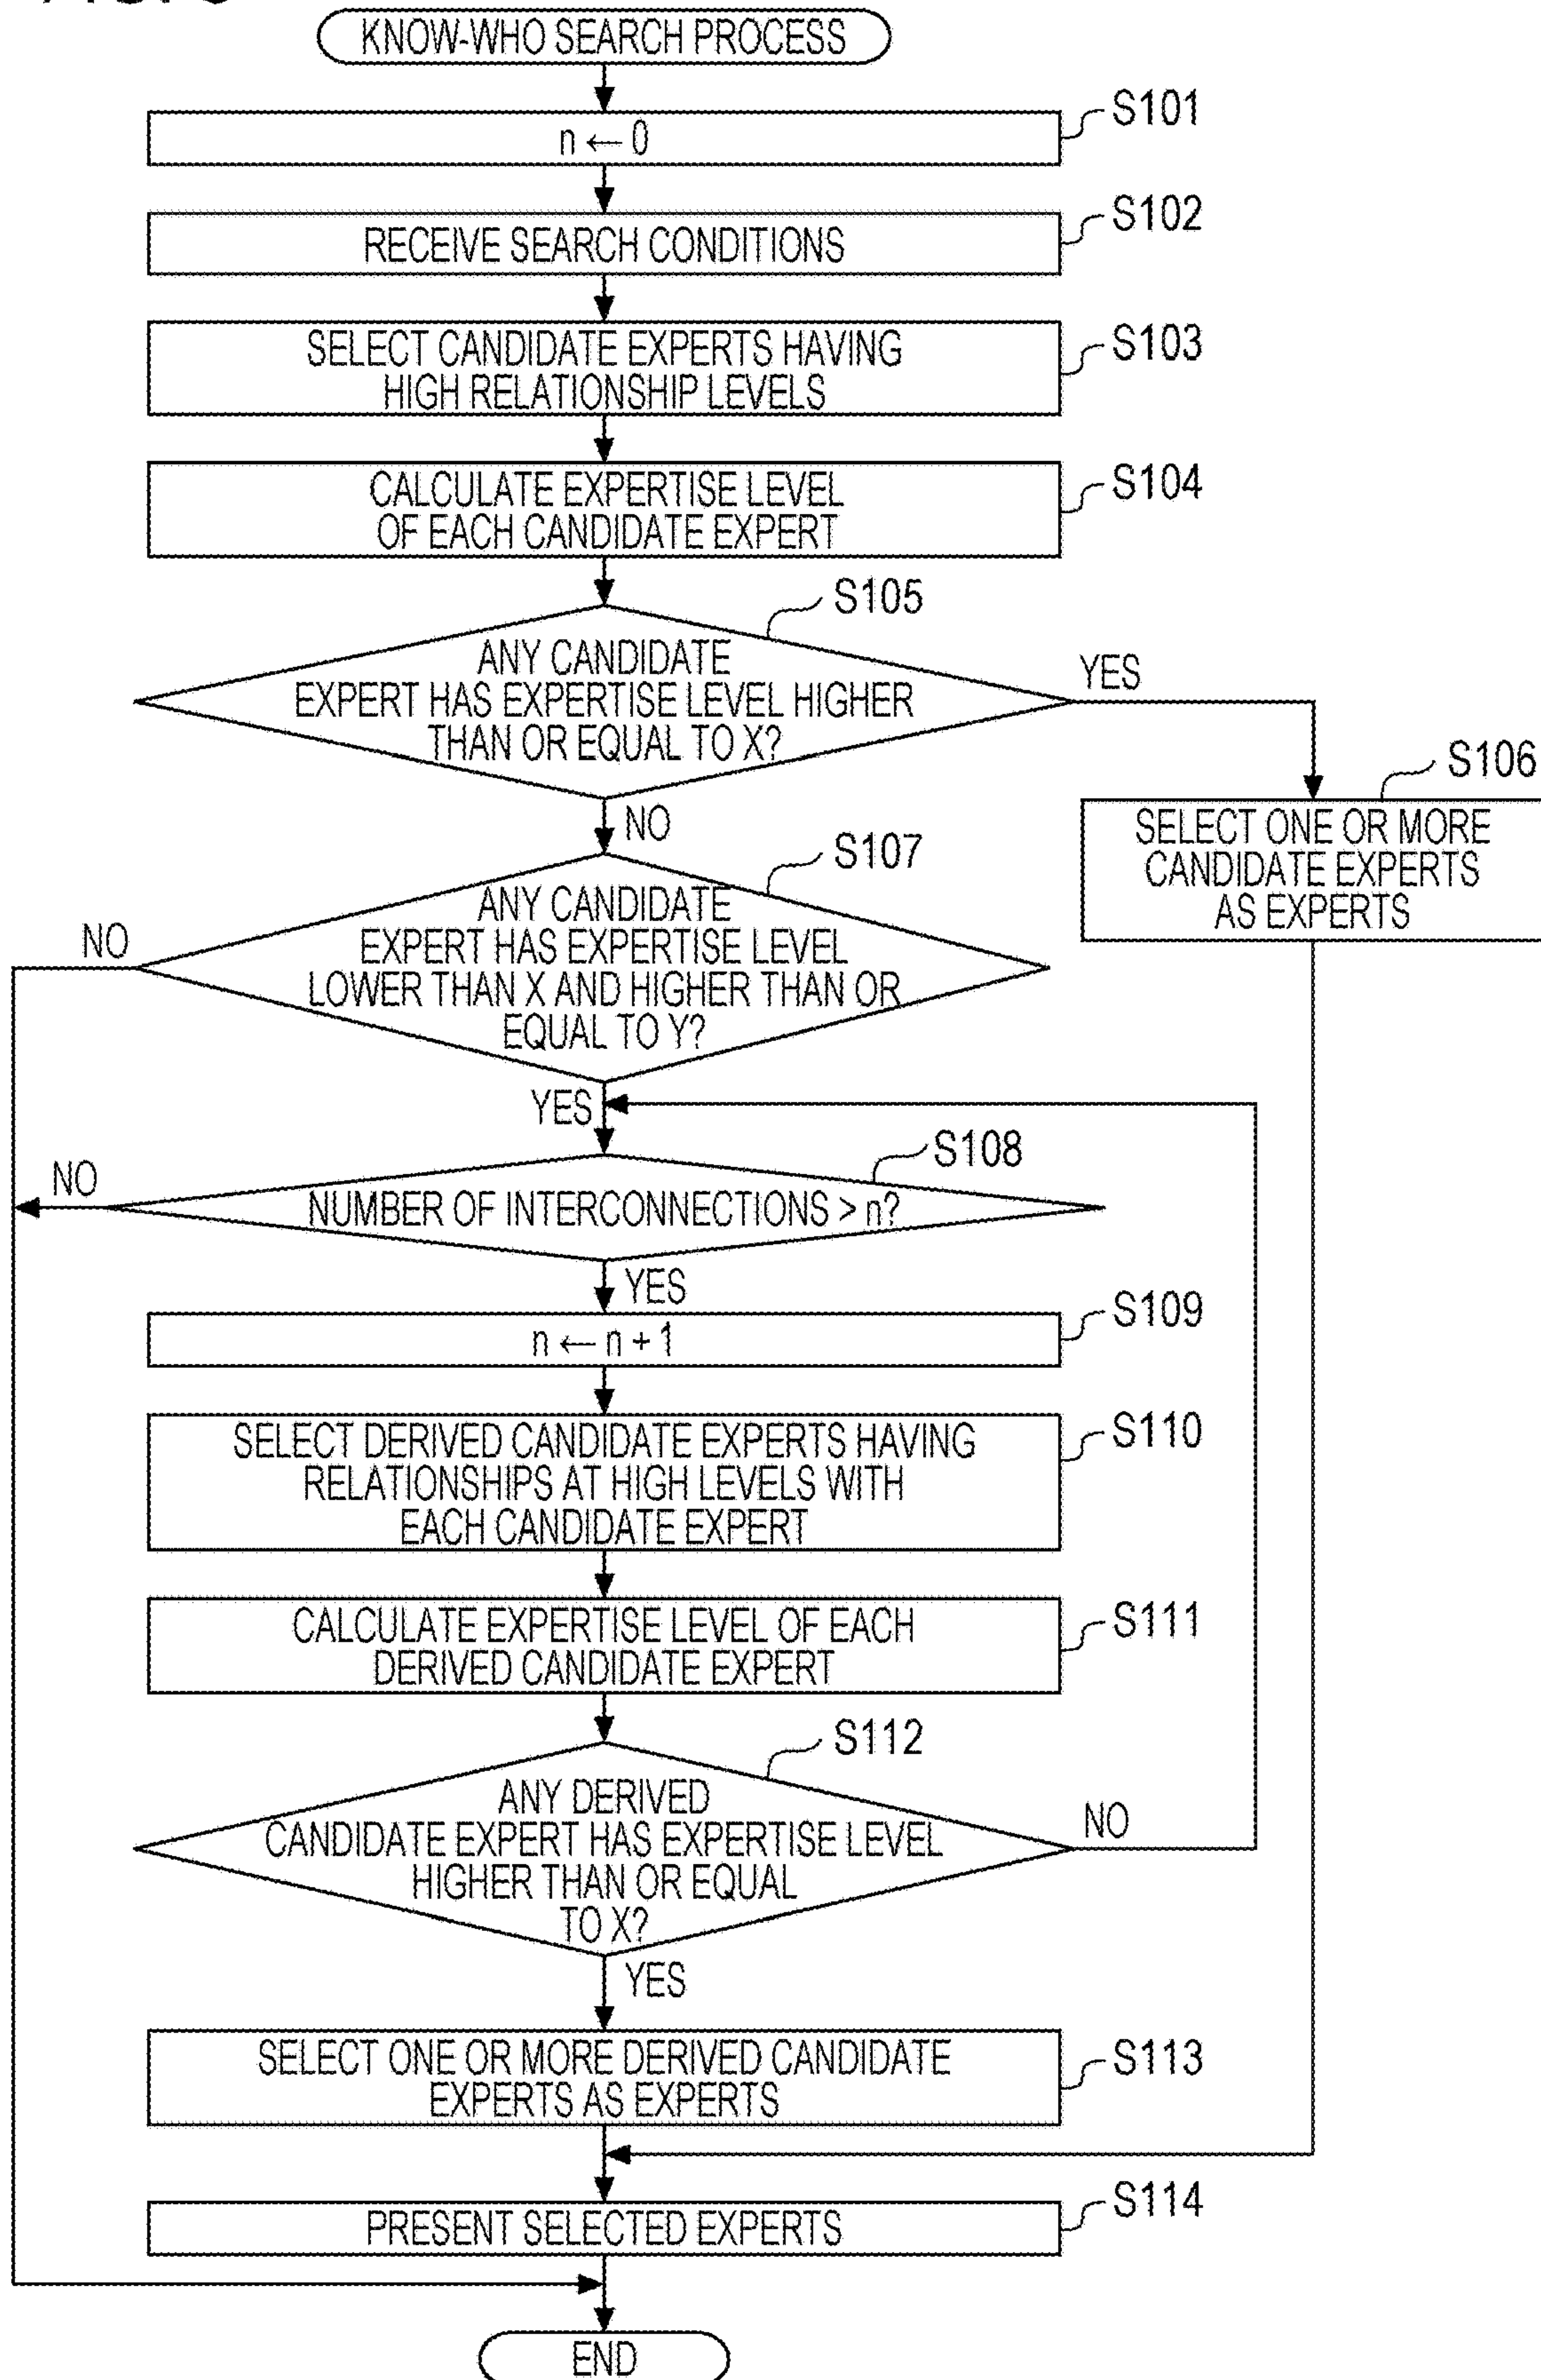 KNOW-WHO SEARCH PROCESS
S101
n ← 0
S102
RECEIVE SEARCH CONDITIONS
S103
SELECT CANDIDATE EXPERTS HAVING
HIGH RELATIONSHIP LEVELS
S104
CALCULATE EXPERTISE LEVEL
OF EACH CANDIDATE EXPERT
S105
ANY CANDIDATE
EXPERT HAS EXPERTISE LEVEL HIGHER
THAN OR EQUAL TO X?
YES
S106
SELECT ONE OR MORE
CANDIDATE EXPERTS
AS EXPERTS
NO
S107
ANY CANDIDATE
EXPERT HAS EXPERTISE LEVEL
LOWER THAN X AND HIGHER THAN OR
EQUAL TO Y?
NO
YES
S108
NUMBER OF INTERCONNECTIONS > n?
NO
YES
S109
n ← n + 1
S110
SELECT DERIVED CANDIDATE EXPERTS HAVING
RELATIONSHIPS AT HIGH LEVELS WITH
EACH CANDIDATE EXPERT
S111
CALCULATE EXPERTISE LEVEL OF EACH
DERIVED CANDIDATE EXPERT
S112
ANY DERIVED
CANDIDATE EXPERT HAS EXPERTISE LEVEL
HIGHER THAN OR EQUAL
TO X?
NO
YES
S113
SELECT ONE OR MORE DERIVED CANDIDATE
EXPERTS AS EXPERTS
S114
PRESENT SELECTED EXPERTS
END